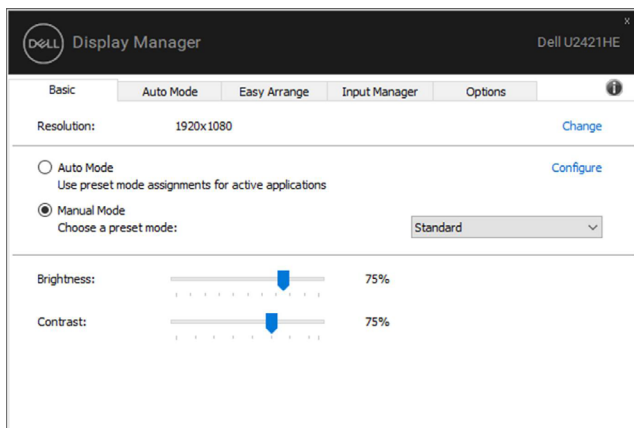 x
DELL Display Manager Dell U2421HE
Basic Auto Mode Easy Arrange Input Manager Options i
Resolution: 1920x1080 Change
Auto Mode Configure
Use preset mode assignments for active applications
Manual Mode
Choose a preset mode: Standard
Brightness: 75%
Contrast: 75%